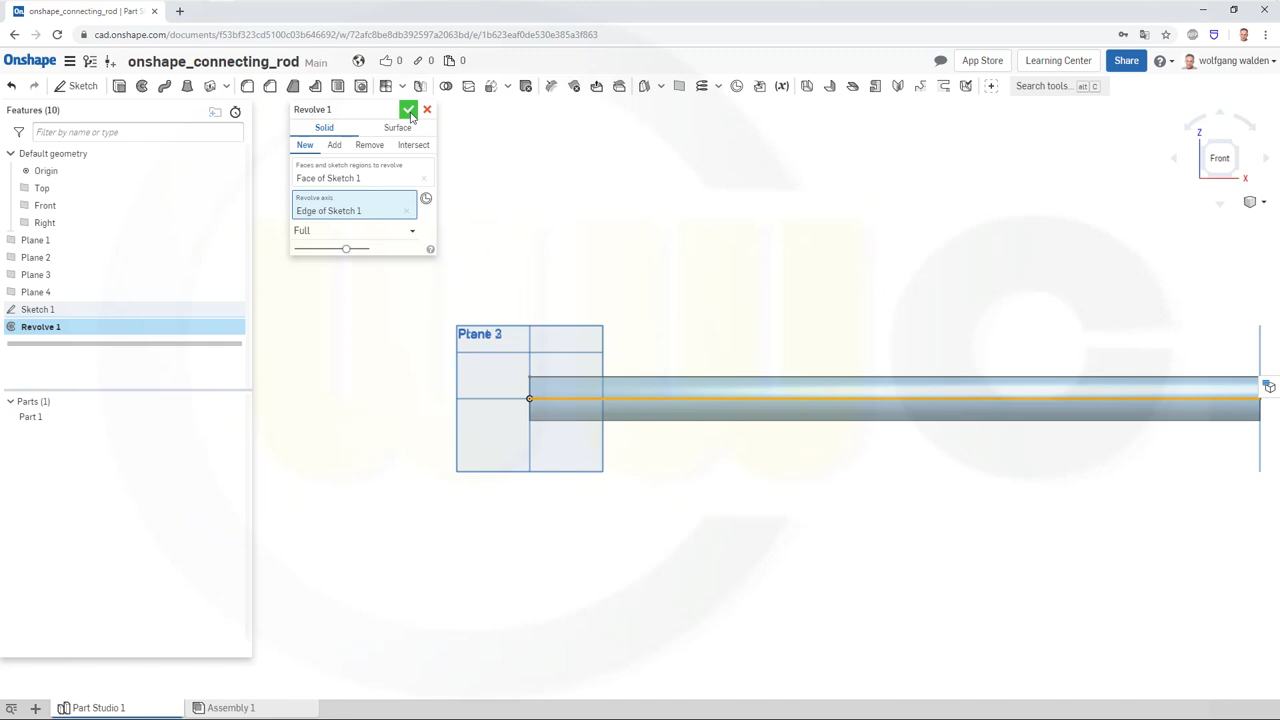 onshape_connecting_rod | Part S
cad.onshape.com/documents/f53bf323cd5100c03b646692/w/72afc8be8db392597a2063bd/e/1b623eaf0de530e385a3f863
Onshape onshape_connecting_rod Main 0 0 0 App Store Learning Center Share wolfgang walden
Sketch Search tools... alt C
Features (10)
Filter by name or type
Default geometry
Origin
Top
Front
Right
Plane 1
Plane 2
Plane 3
Plane 4
Sketch 1
Revolve 1
Parts (1)
Part 1
Revolve 1
Solid Surface
New Add Remove Intersect
Faces and sketch regions to revolve
Face of Sketch 1
Revolve axis
Edge of Sketch 1
Full
Z
Front
X
Part Studio 1 Assembly 1